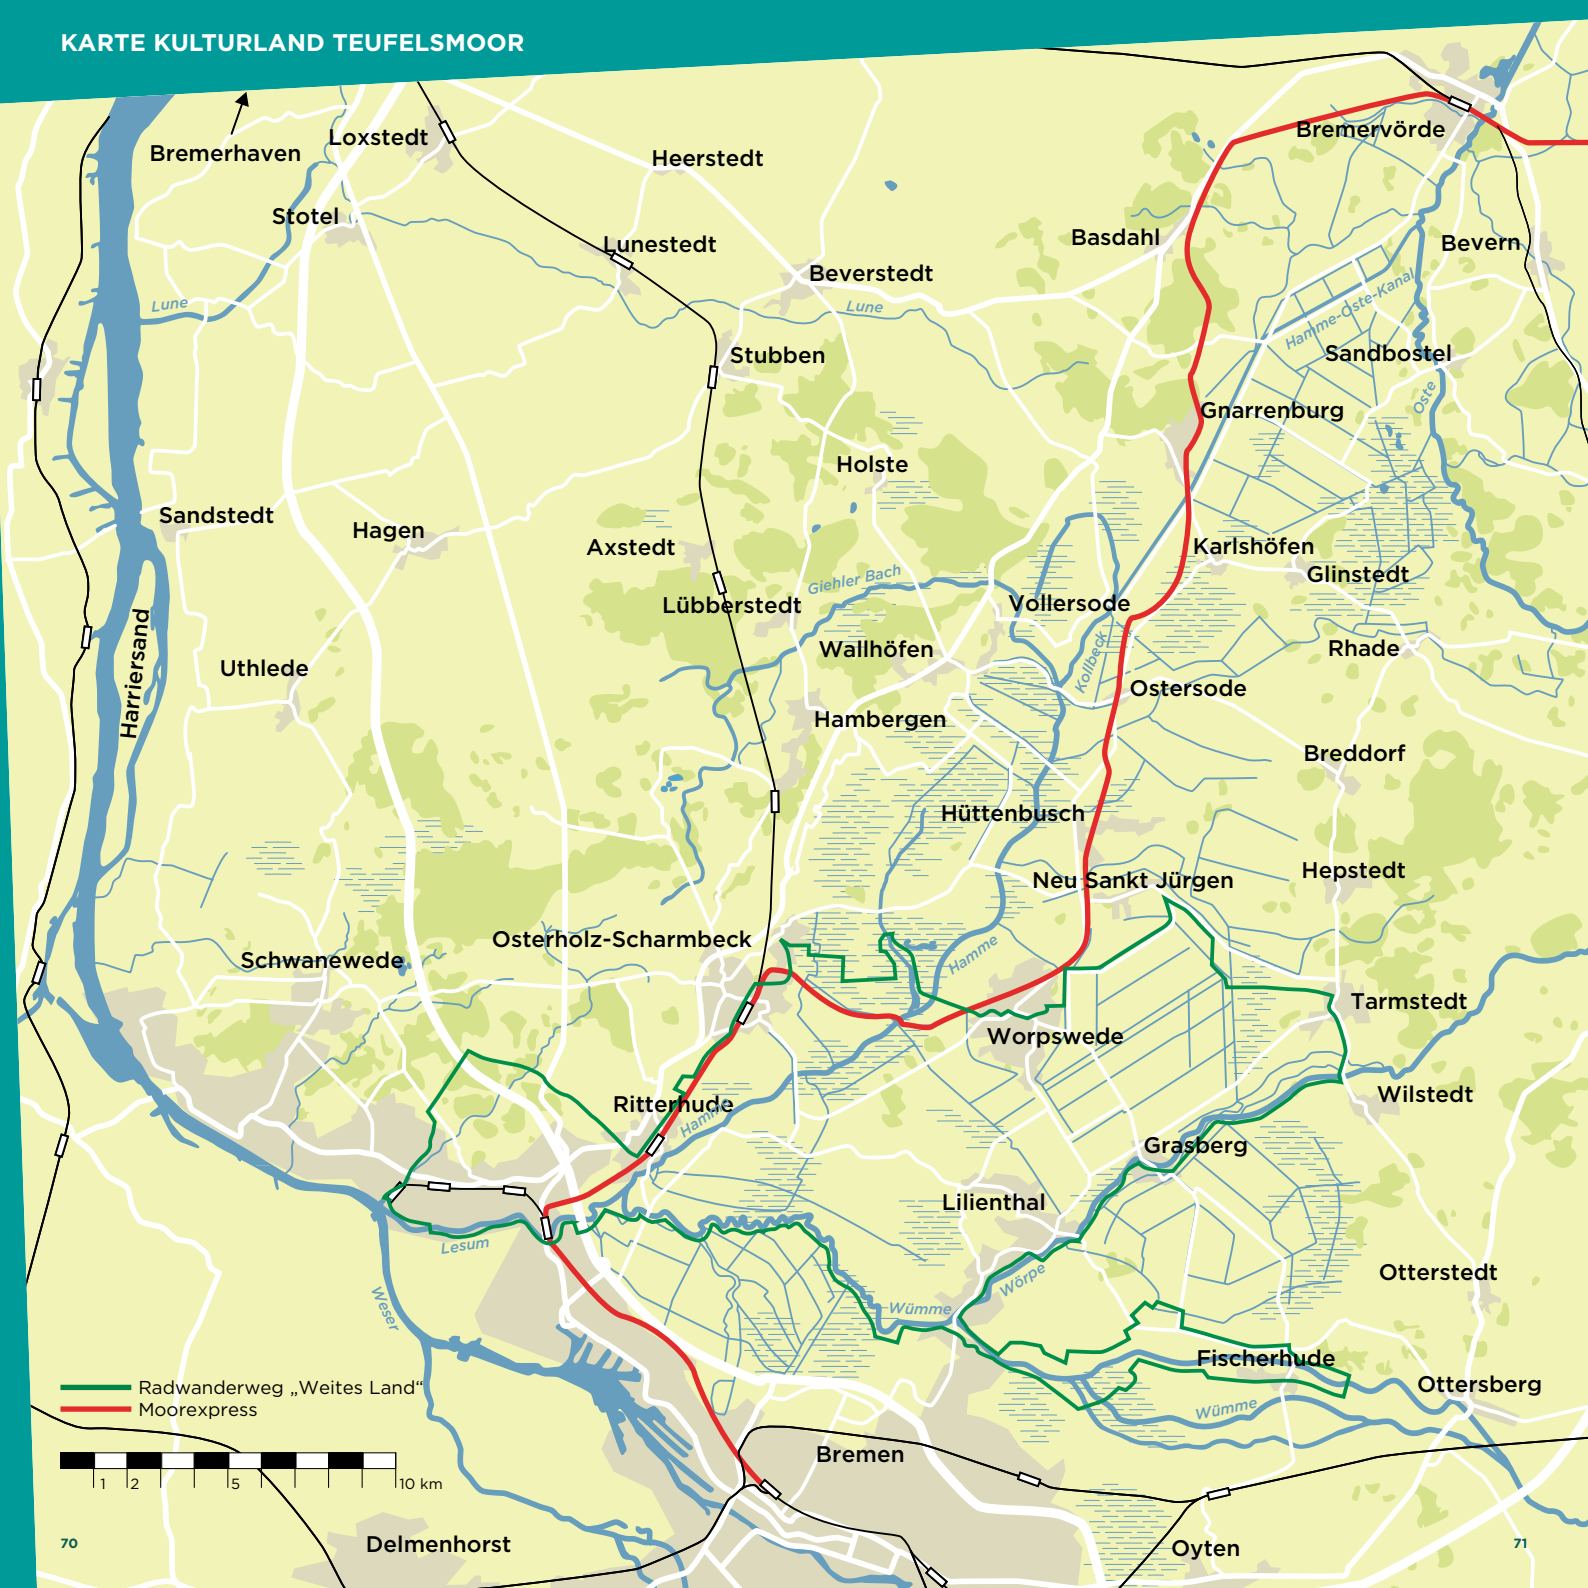 KARTE KULTURLAND TEUFELSMOOR
Bremerhaven
Loxstedt
Heerstedt
Bremervörde
Stotel
Lunestedt
Basdahl
Bevern
Beverstedt
Lune
Lune
Hamme-Oste-Kanal
Stubben
Sandbostel
Oste
Gnarrenburg
Holste
Sandstedt
Hagen
Axstedt
Karlshöfen
Glinstedt
Giehler Bach
Lübberstedt
Vollersode
Harriersand
Wallhöfen
Kollbeck
Rhade
Uthlede
Ostersode
Hambergen
Breddorf
Hüttenbusch
Neu Sankt Jürgen
Hepstedt
Osterholz-Scharmbeck
Schwanewede
Hamme
Tarmstedt
Worpswede
Wilstedt
Ritterhude
Hamme
Grasberg
Lilienthal
Lesum
Wörpe
Otterstedt
Weser
Wümme
Fischerhude
Ottersberg
Wümme
Radwanderweg „Weites Land“
Moorexpress
Bremen
1 2 5 10 km
Delmenhorst
Oyten
70
71